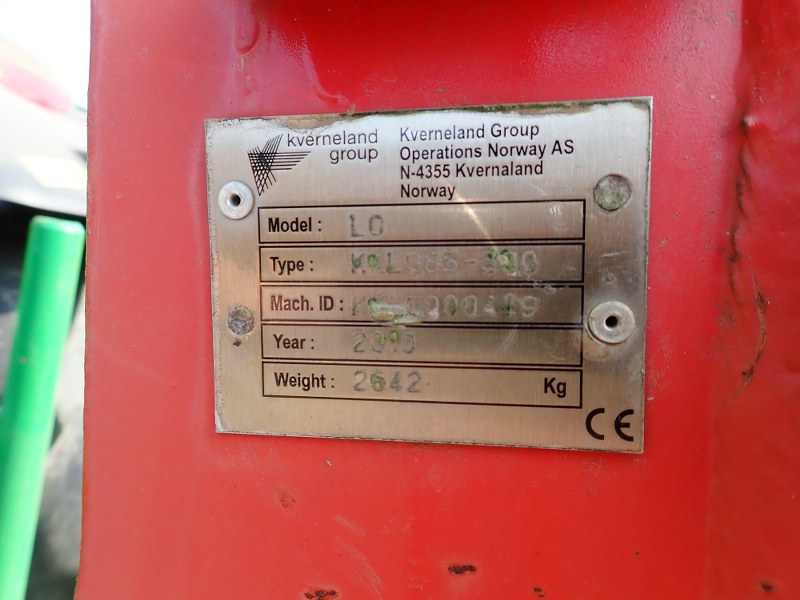 kverneland
group
Kverneland Group
Operations Norway AS
N-4355 Kvernaland
Norway
Model : LO
Type :
Mach. ID :
Year :
Weight : 2642 Kg
CE